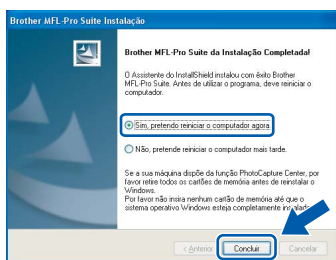 Brother MFL-Pro Suite Instalação
Brother MFL-Pro Suite da Instalação Completada!
O Assistente do InstallShield instalou com êxito Brother
MFL-Pro Suite. Antes de utilizar o programa, deve reiniciar o
computador.
Sim, pretendo reiniciar o computador agora.
Não, pretende reiniciar o computador mais tarde.
Se a sua máquina dispõe da função PhotoCapture Center, por
favor retire todos os cartões de memória antes de reinstalar o
Windows.
Por favor não insira nenhum cartão de memória até que o
sistema operativo Windows esteja completamente instalado.
< Anterior Concluir Cancelar